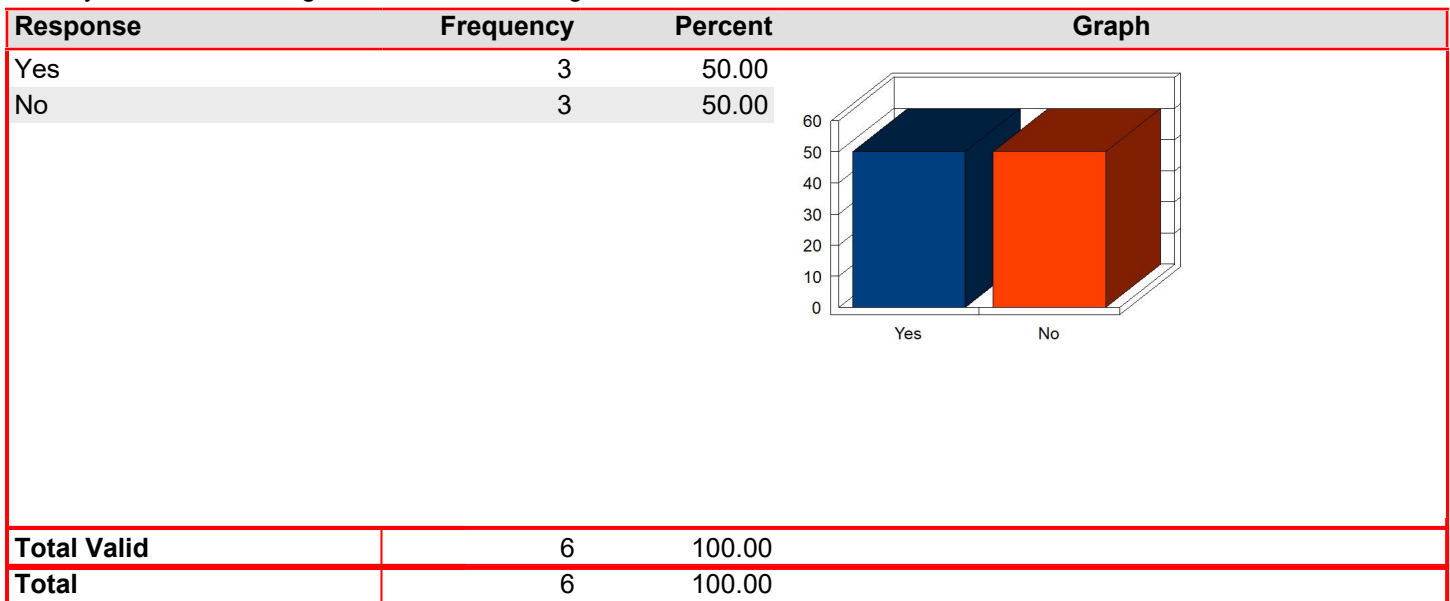 Response Frequency Percent Graph
Yes 3 50.00
No 3 50.00
60
50
40
30
20
10
0
Yes No
Total Valid 6 100.00
Total 6 100.00